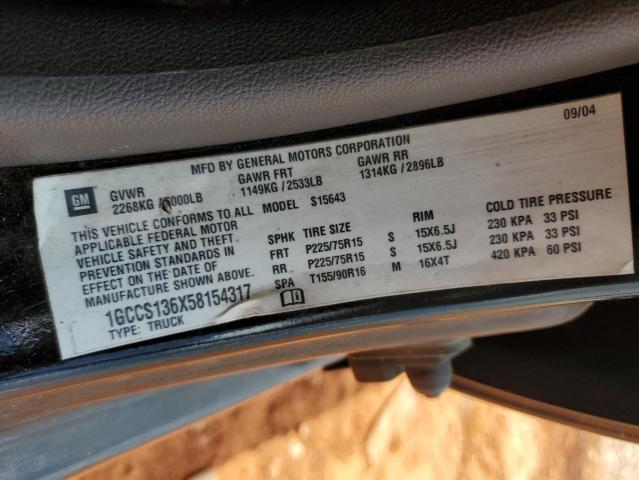 09/04
MFD BY GENERAL MOTORS CORPORATION
GM
GVWR GAWR FRT GAWR RR
2268KG 5000LB 1149KG/2533LB 1314KG/2896LB
THIS VEHICLE CONFORMS TO ALL MODEL S15643
APPLICABLE FEDERAL MOTOR
VEHICLE SAFETY AND THEFT
PREVENTION STANDARDS IN
EFFECT ON THE DATE OF
MANUFACTURE SHOWN ABOVE.
SPHK TIRE SIZE RIM COLD TIRE PRESSURE
FRT P225/75R15 S 15X6.5J 230 KPA 33 PSI
RR P225/75R15 S 15X6.5J 230 KPA 33 PSI
SPA T155/90R16 M 16X4T 420 KPA 60 PSI
1GCCS136X58154317
TYPE: TRUCK